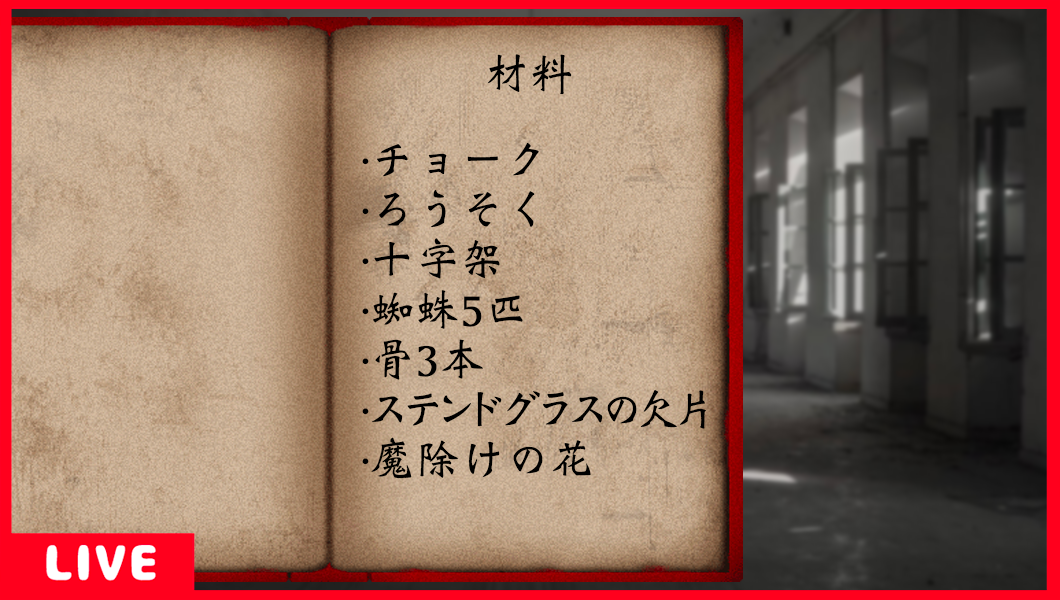 材料
・チョーク
・ろうそく
・十字架
・蜘蛛5匹
・骨3本
・ステンドグラスの欠片
・魔除けの花
LIVE